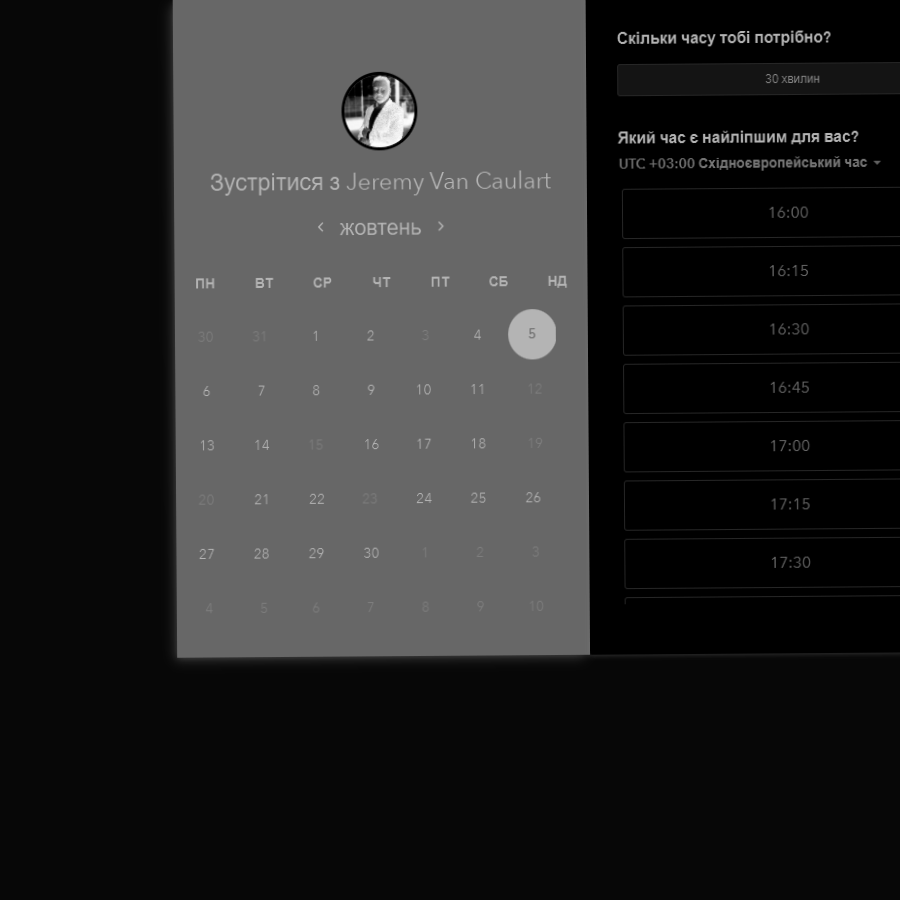 Зустрітися з Jeremy Van Caulart
жовтень
ПН ВТ СР ЧТ ПТ СБ НД
30 31 1 2 3 4 5
6 7 8 9 10 11 12
13 14 15 16 17 18 19
20 21 22 23 24 25 26
27 28 29 30 1 2 3
4 5 6 7 8 9 10
Скільки часу тобі потрібно?
30 хвилин
Який час є найліпшим для вас?
UTC +03:00 Східноєвропейський час
16:00
16:15
16:30
16:45
17:00
17:15
17:30